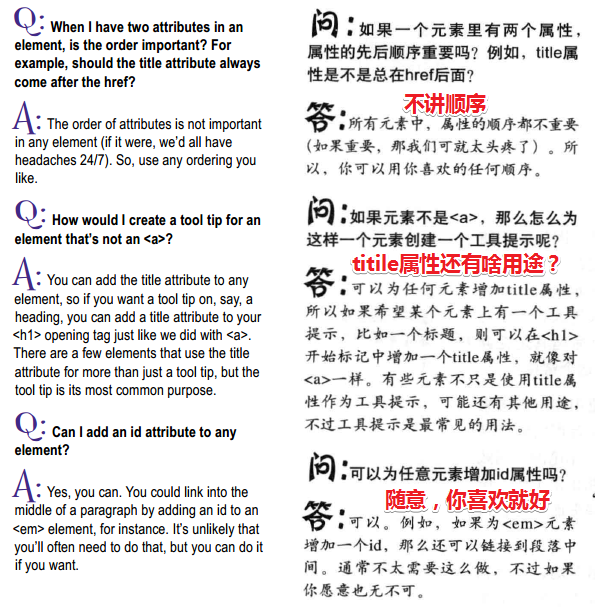 Q: When I have two attributes in an
element, is the order important? For
example, should the title attribute always
come after the href?
A: The order of attributes is not important
in any element (if it were, we'd all have
headaches 24/7). So, use any ordering you
like.
Q: How would I create a tool tip for an
element that's not an <a>?
A: You can add the title attribute to any
element, so if you want a tool tip on, say, a
heading, you can add a title attribute to your
<h1> opening tag just like we did with <a>.
There are a few elements that use the title
attribute for more than just a tool tip, but the
tool tip is its most common purpose.
Q: Can I add an id attribute to any
element?
A: Yes, you can. You could link into the
middle of a paragraph by adding an id to an
<em> element, for instance. It's unlikely that
you'll often need to do that, but you can do it
if you want.
问:如果一个元素里有两个属性，
属性的先后顺序重要吗？例如，title属
性是不是总在href后面？
不讲顺序
答:所有元素中，属性的顺序都不重要
（如果重要，那我们可就太头疼了）。所
以，你可以用你喜欢的任何顺序。
问:如果元素不是<a>，那么怎么为
这样一个元素创建一个工具提示呢？
titile属性还有啥用途？
答:可以为任何元素增加title属性，
所以如果希望某个元素上有一个工具
提示，比如一个标题，则可以在<h1>
开始标记中增加一个title属性，就像对
<a>一样。有些元素不只是使用title属
性作为工具提示，可能还有其他用途，
不过工具提示是最常见的用法。
问:可以为任意元素增加id属性吗？
随意，你喜欢就好
答:可以。例如，如果为<em>元素
增加一个id，那么还可以链接到段落中
间。通常不太需要这么做，不过如果
你愿意也无不可。